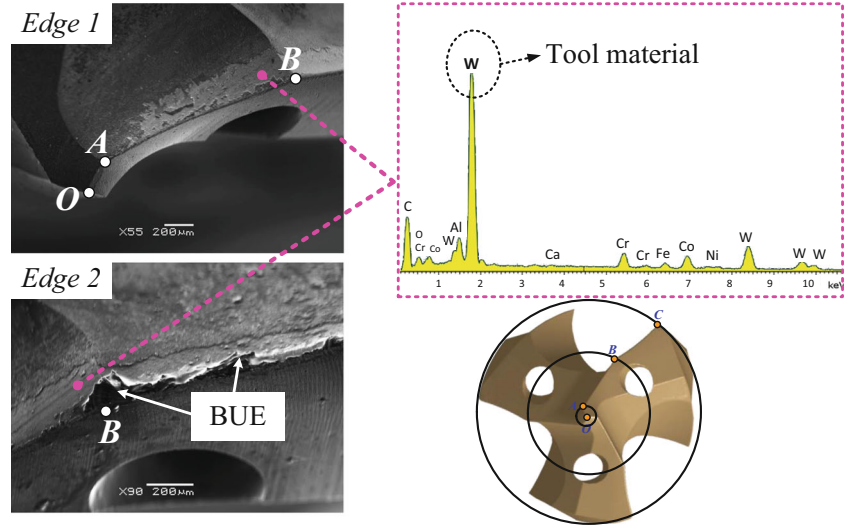 Edge 1
B
A
O
X55 200μm
Edge 2
B
BUE
X90 200μm
W
Tool material
C
O
Cr
Co
W
Al
Ca
Cr
Cr
Fe
Co
Ni
W
W
W
1 2 3 4 5 6 7 8 9 10 keV
C
B
A
O